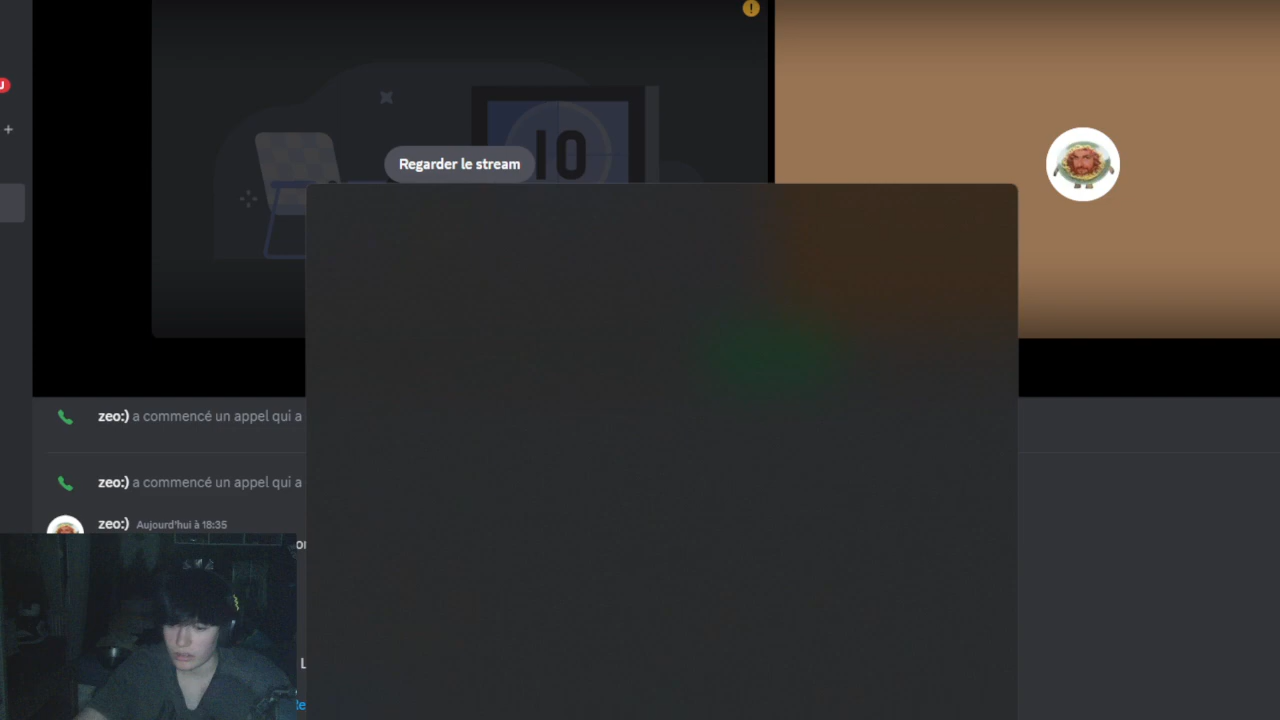 !
10
Regarder le stream
zeo:) a commencé un appel qui a
zeo:) a commencé un appel qui a
zeo:) Aujourd'hui à 18:35